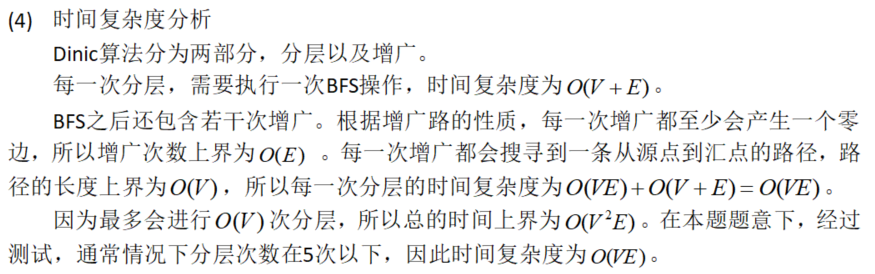 (4) 时间复杂度分析
Dinic算法分为两部分，分层以及增广。
每一次分层，需要执行一次BFS操作，时间复杂度为O(V + E)。
BFS之后还包含若干次增广。根据增广路的性质，每一次增广都至少会产生一个零
边，所以增广次数上界为O(E) 。每一次增广都会搜寻到一条从源点到汇点的路径，路
径的长度上界为O(V)，所以每一次分层的时间复杂度为O(VE)+O(V + E)= O(VE)。
因为最多会进行O(V)次分层，所以总的时间上界为O(V²E)。在本题题意下，经过
测试，通常情况下分层次数在5次以下，因此时间复杂度为O(VE)。